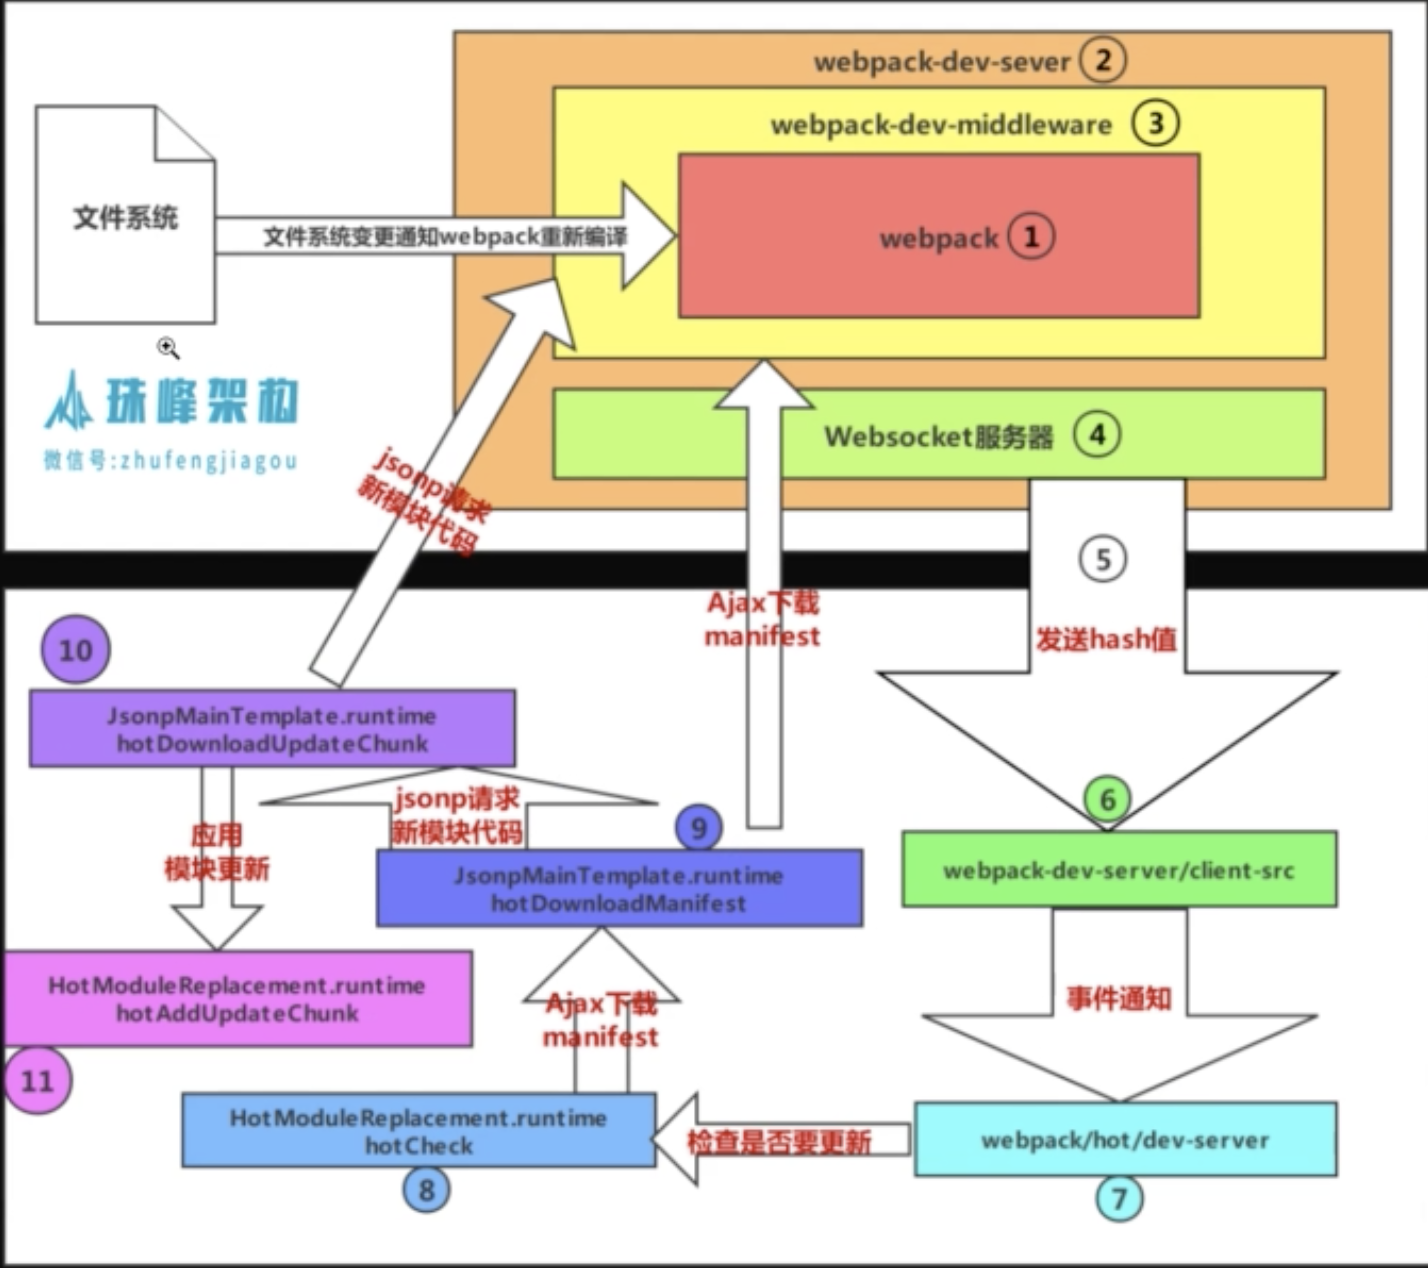 webpack-dev-sever 2
webpack-dev-middleware 3
文件系统
文件系统变更通知webpack重新编译
webpack 1
珠峰架构
微信号:zhufengjiagou
Websocket服务器 4
jsonp请求
新模块代码
5
Ajax下载
manifest
发送hash值
10
JsonpMainTemplate.runtime
hotDownloadUpdateChunk
jsonp请求
新模块代码
应用
模块更新
9
6
JsonpMainTemplate.runtime
hotDownloadManifest
webpack-dev-server/client-src
HotModuleReplacement.runtime
hotAddUpdateChunk
11
Ajax下载
manifest
事件通知
HotModuleReplacement.runtime
hotCheck
8
检查是否要更新
webpack/hot/dev-server
7